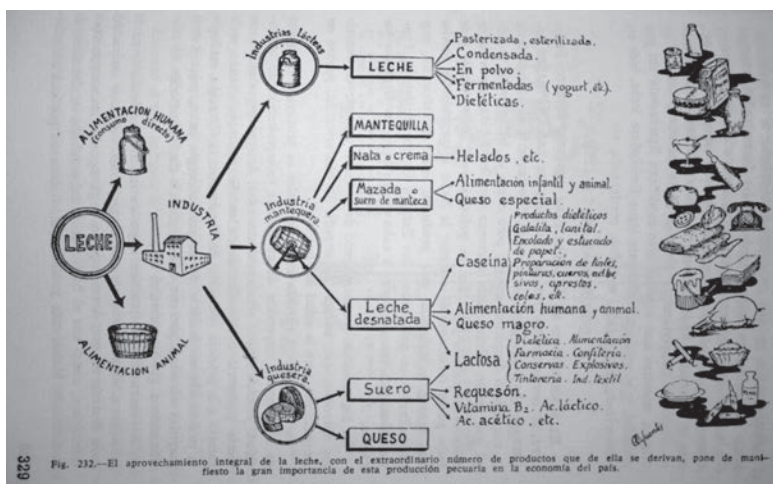 Industrias lácteas
LECHE
Pasterizada, esterilizada.
Condensada.
En polvo.
Fermentadas (yogurt, etc).
Dietéticas.
ALIMENTACION HUMANA
(consumo directo)
LECHE
INDUSTRIA
ALIMENTACION ANIMAL
Industria
mantequera
MANTEQUILLA
Nata o crema
Helados, etc.
Mazada o
suero de manteca
Alimentación infantil y animal.
Queso especial.
Leche
desnatada
Caseína
Productos dietéticos
Galalita, lanital.
Encolado y estucado
de papel.
Preparación de
pinturas, cueros,
sivos, aprestos,
colas, etc.
Alimentación humana y animal.
Queso magro.
Lactosa
Dietética. Alimentación
Farmacia. Confitería.
Conservas. Explosivos.
Tintorería. Ind. textil
Industria
quesera
Suero
Requesón.
Vitamina B2. Ac. láctico.
Ac. acético, etc.
QUESO
329
Fig. 232.—El aprovechamiento integral de la leche, con el extraordinario número de productos que de ella se derivan, pone de mani-
fiesto la gran importancia de esta producción pecuaria en la economía del país.